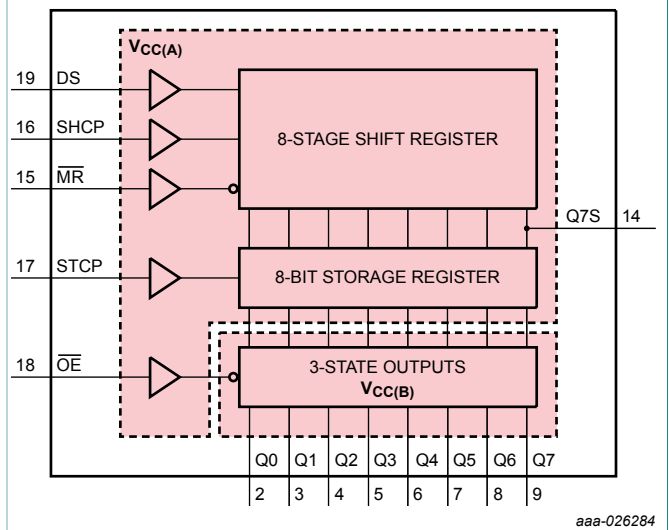 VCC(A)
19 DS
16 SHCP
8-STAGE SHIFT REGISTER
15 M̅R̅
Q7S 14
17 STCP
8-BIT STORAGE REGISTER
18 O̅E̅
3-STATE OUTPUTS
VCC(B)
Q0 Q1 Q2 Q3 Q4 Q5 Q6 Q7
2 3 4 5 6 7 8 9
aaa-026284